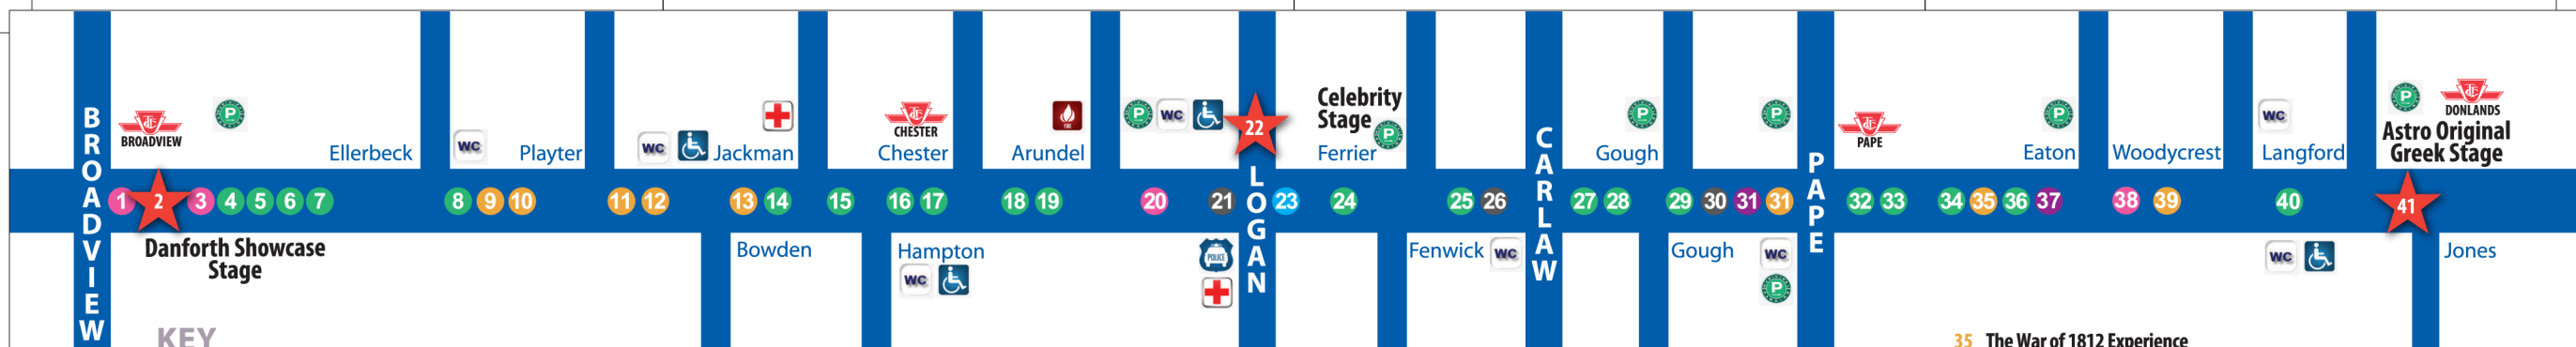 BROADVIEW
BROADVIEW
P
Ellerbeck
WC
Playter
WC
Jackman
CHESTER
Chester
FIRE
Arundel
P WC
22
LOGAN
Celebrity
Stage
P
Ferrier
CARLAW
P
Gough
P
PAPE
PAPE
P
Eaton
Woodycrest
WC
Langford
P
DONLANDS
Astro Original
Greek Stage
1 2 3 4 5 6 7 8 9 10 11 12 13 14 15 16 17 18 19 20 21 23 24 25 26 27 28 29 30 31 31 32 33 34 35 36 37 38 39 40 41
Danforth Showcase
Stage
Bowden
Hampton
WC
POLICE
Fenwick WC
Gough WC
P
WC
Jones
KEY
35 The War of 1812 Experience